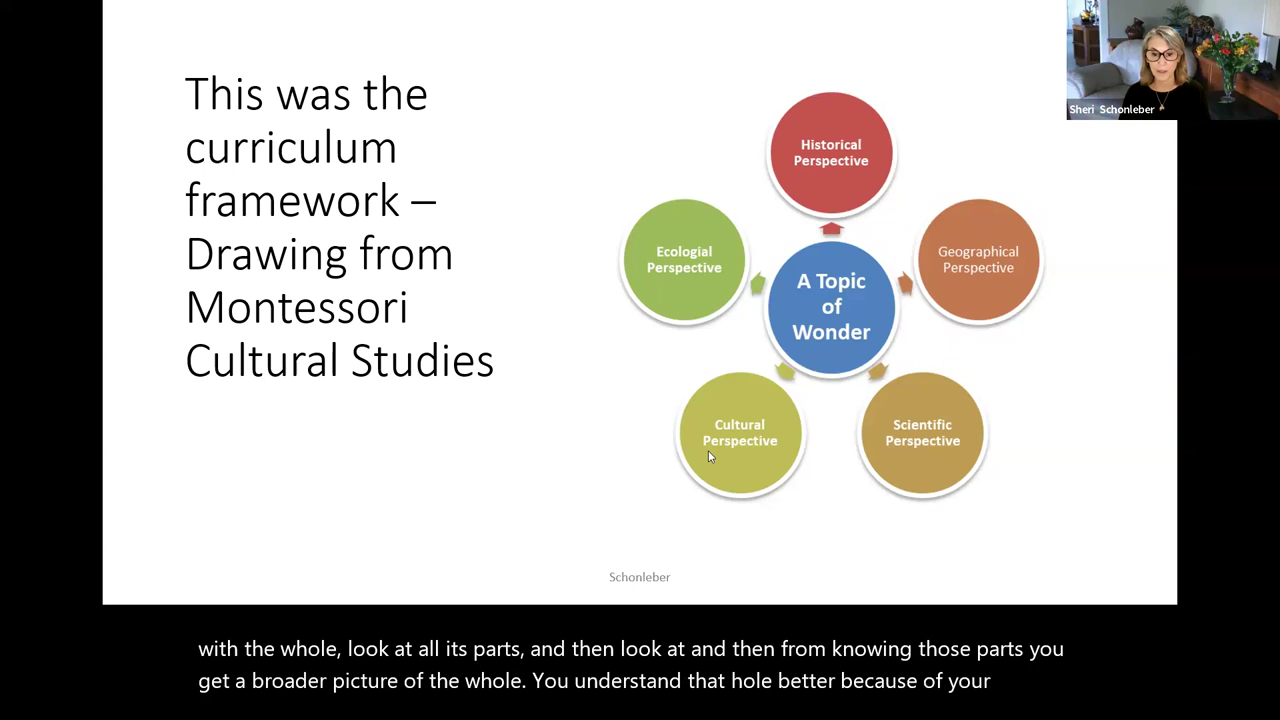 This was the
curriculum
framework –
Drawing from
Montessori
Cultural Studies
Historical
Perspective
Ecologial
Perspective
Geographical
Perspective
A Topic
of
Wonder
Cultural
Perspective
Scientific
Perspective
Schonleber
Sheri Schonleber
with the whole, look at all its parts, and then look at and then from knowing those parts you
get a broader picture of the whole. You understand that hole better because of your